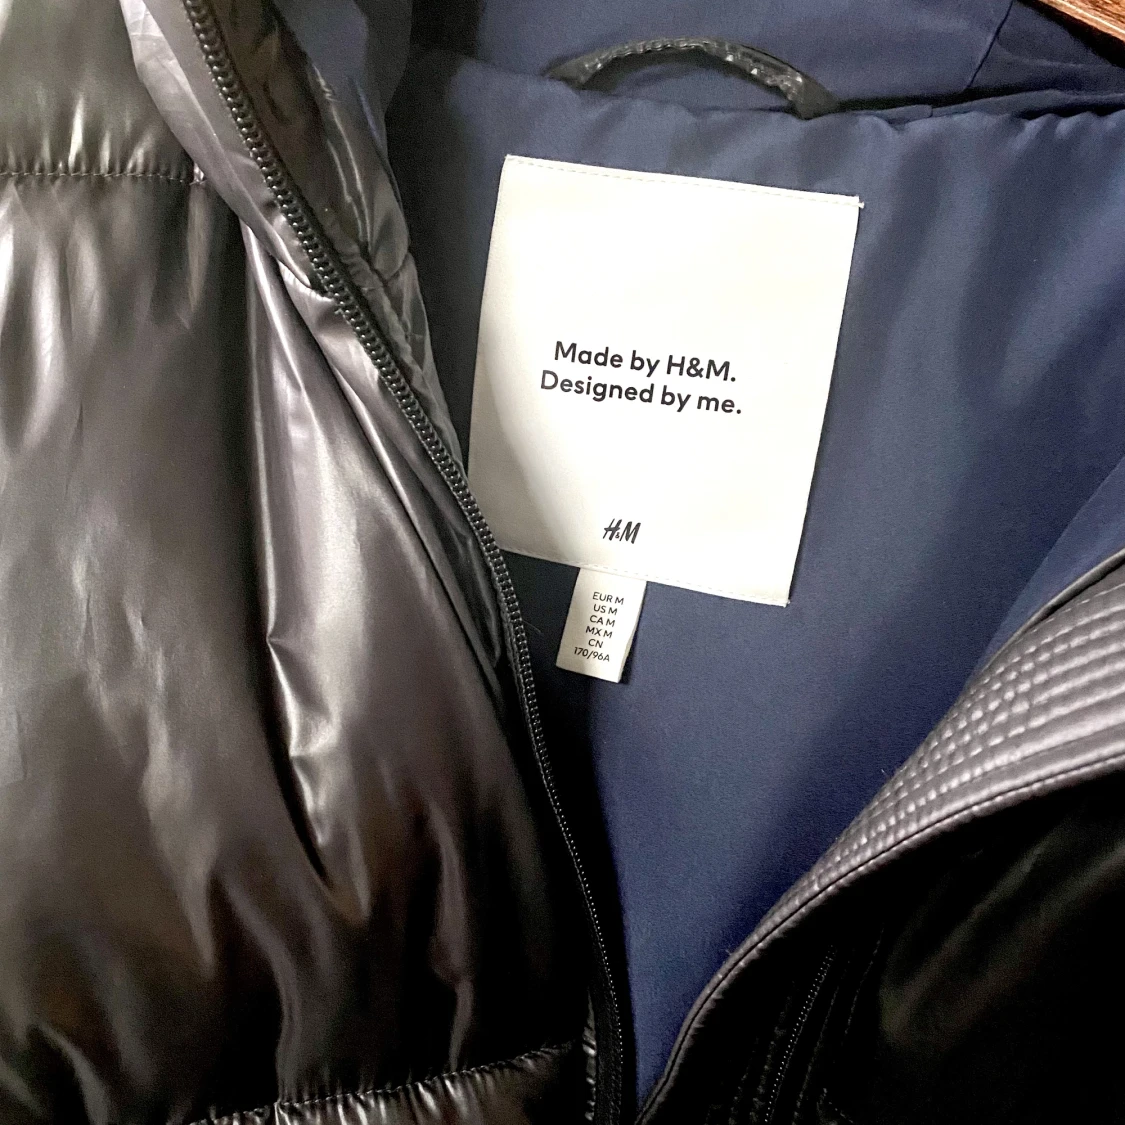 Made by H&M.
Designed by me.
H&M
EUR M
US M
CA M
MX M
CN
170/96A